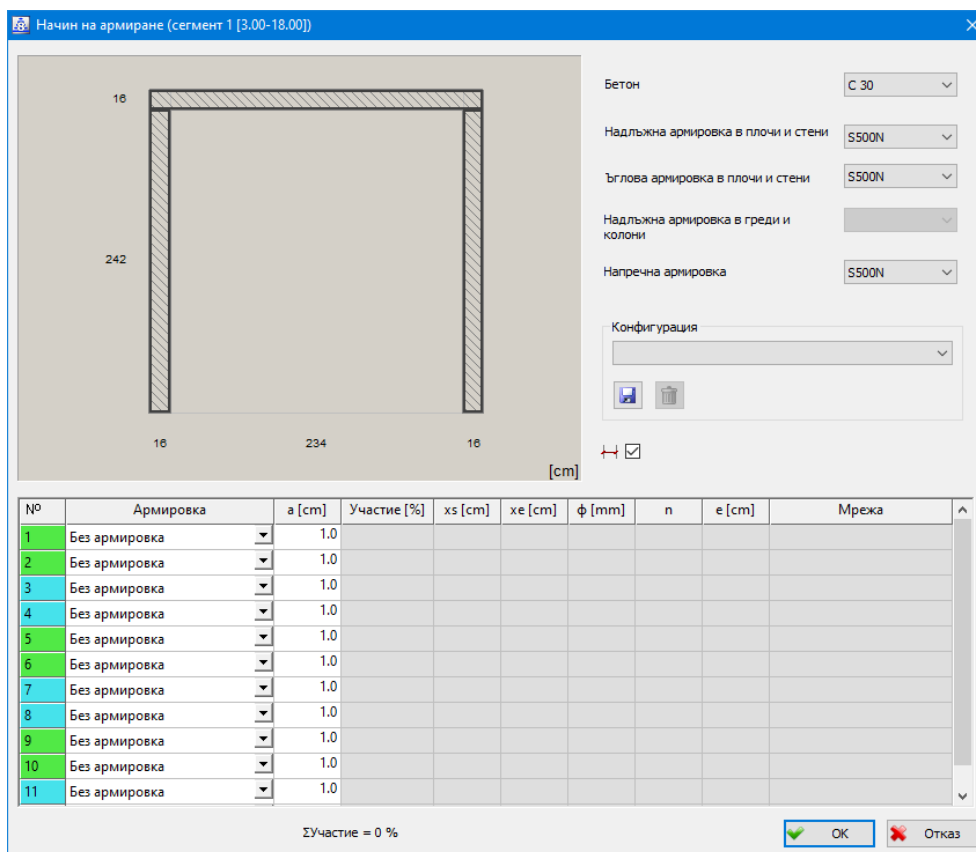 Начин на армиране (сегмент 1 [3.00-18.00])
16
242
16 234 16
[cm]
Бетон C 30
Надлъжна армировка в плочи и стени S500N
Ъглова армировка в плочи и стени S500N
Надлъжна армировка в греди и
колони
Напречна армировка S500N
Конфигурация
№ Армировка a [cm] Участие [%] xs [cm] xe [cm] ф [mm] n e [cm] Мрежа
1 Без армировка 1.0
2 Без армировка 1.0
3 Без армировка 1.0
4 Без армировка 1.0
5 Без армировка 1.0
6 Без армировка 1.0
7 Без армировка 1.0
8 Без армировка 1.0
9 Без армировка 1.0
10 Без армировка 1.0
11 Без армировка 1.0
ΣУчастие = 0 %
OK
Отказ